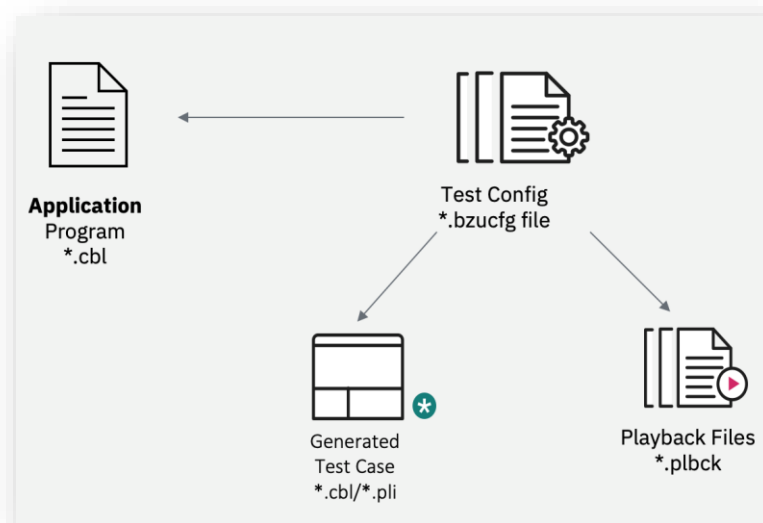 Application
Program
*.cbl
Test Config
*.bzucfg file
Generated
Test Case
*.cbl/*.pli
*
Playback Files
*.plbck